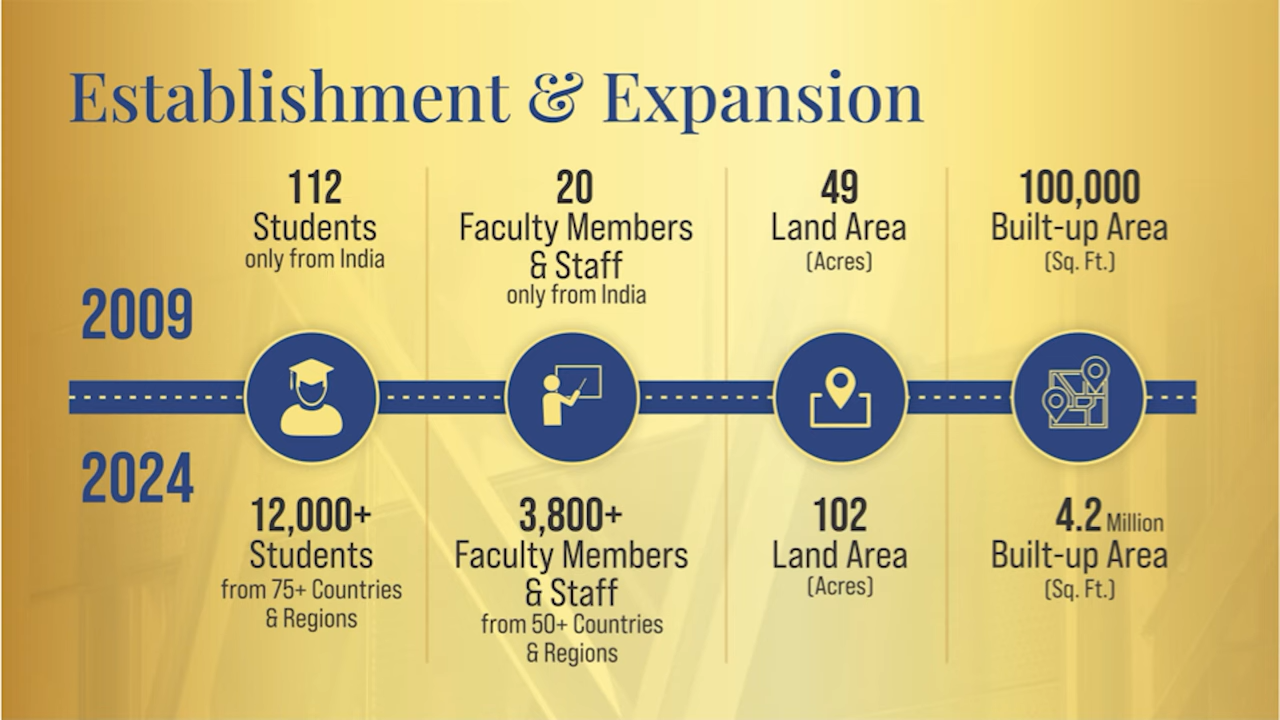 Establishment & Expansion
2009
112
Students
only from India
20
Faculty Members
& Staff
only from India
49
Land Area
(Acres)
100,000
Built-up Area
(Sq. Ft.)
2024
12,000+
Students
from 75+ Countries
& Regions
3,800+
Faculty Members
& Staff
from 50+ Countries
& Regions
102
Land Area
(Acres)
4.2 Million
Built-up Area
(Sq. Ft.)